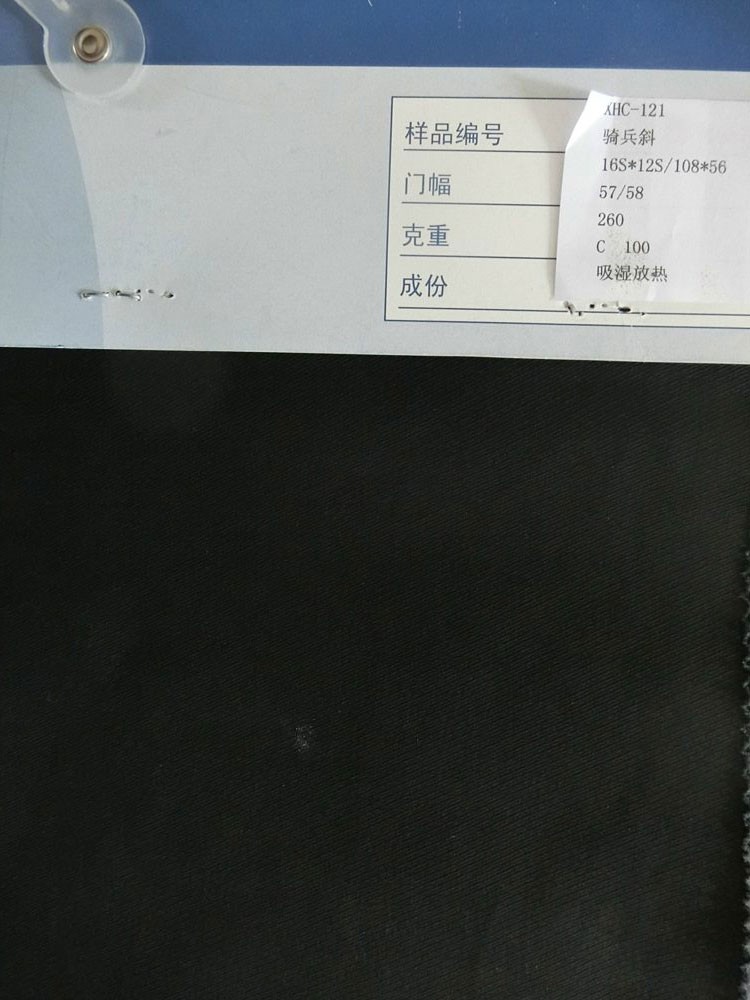 样品编号
门幅
克重
成份
XHC-121
骑兵斜
16S*12S/108*56
57/58
260
C 100
吸湿放热